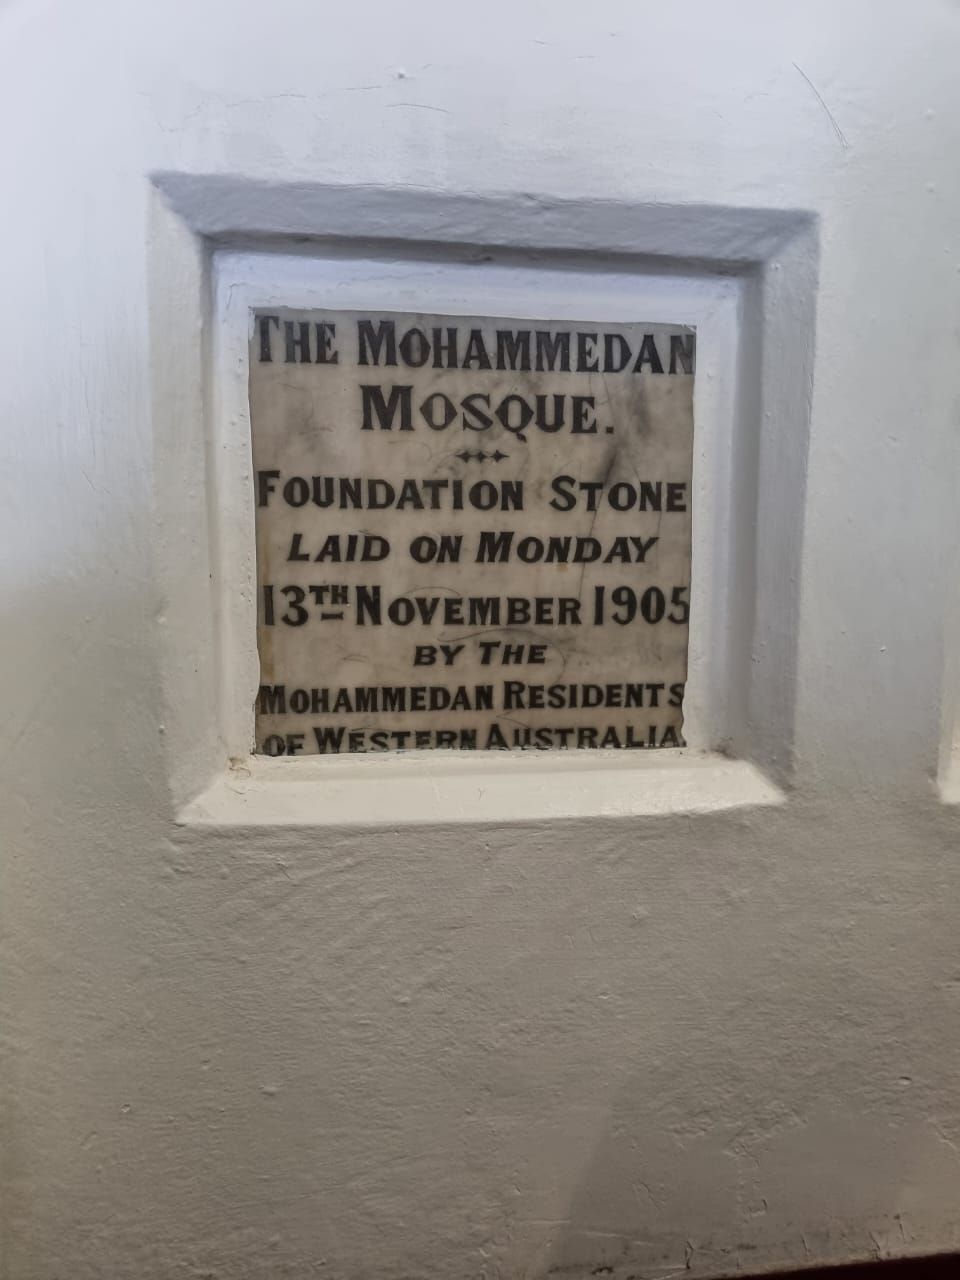 THE MOHAMMEDAN
MOSQUE.
FOUNDATION STONE
LAID ON MONDAY
13TH NOVEMBER 1905
BY THE
MOHAMMEDAN RESIDENTS
OF WESTERN AUSTRALIA